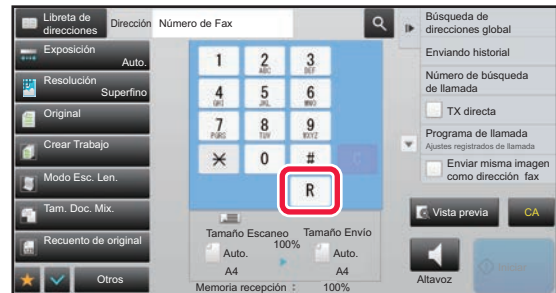 Libreta de
direcciones
Dirección
Número de Fax
Exposición
Auto.
Resolución
Superfino
Original
Crear Trabajo
Modo Esc. Len.
Tam. Doc. Mix.
Recuento de original
Otros
1
2
ABC
3
DEF
4
GHI
5
JKL
6
MNO
7
PQRS
8
TUV
9
WXYZ
0
#
C
R
Tamaño Escaneo
Tamaño Envío
100%
Auto.
Auto.
A4
A4
Memoria recepción :
100%
Búsqueda de
direcciones global
Enviando historial
Número de búsqueda
de llamada
TX directa
Programa de llamada
Ajustes registrados de llamada
Enviar misma imagen
como dirección fax
Vista previa
CA
Altavoz